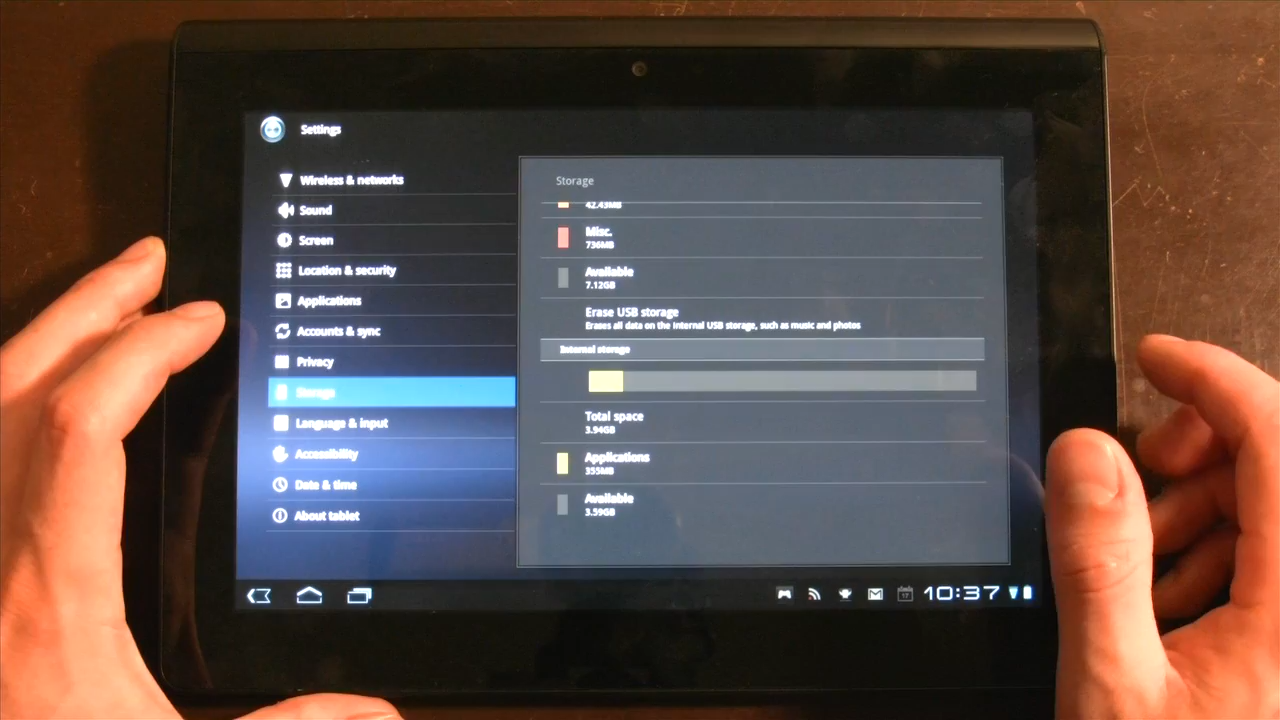 Settings
Wireless & networks
Sound
Screen
Location & security
Applications
Accounts & sync
Privacy
Storage
Language & input
Accessibility
Date & time
About tablet
Storage
42.43MB
Misc.
736MB
Available
7.12GB
Erase USB storage
Erases all data on the internal USB storage, such as music and photos
Internal storage
Total space
3.94GB
Applications
355MB
Available
3.59GB
17
10:37